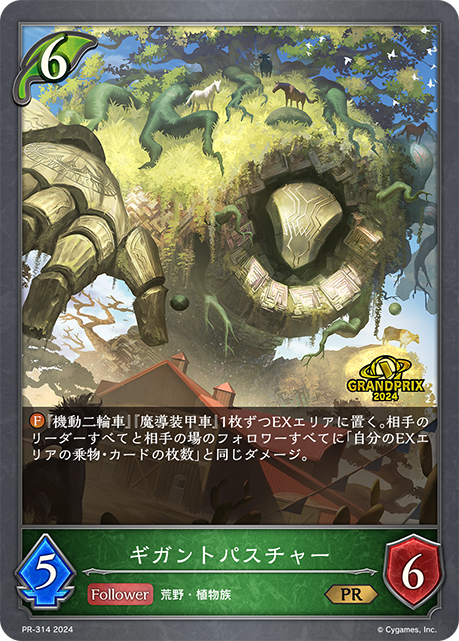 6
GRANDPRIX
2024
F『機動二輪車』『魔導装甲車』1枚ずつEXエリアに置く。相手の
リーダーすべてと相手の場のフォロワーすべてに「自分のEXエ
リアの乗物・カードの枚数」と同じダメージ。
ギガントパスチャー
5
Follower 荒野・植物族 PR
6
PR-314 2024 © Cygames, Inc.